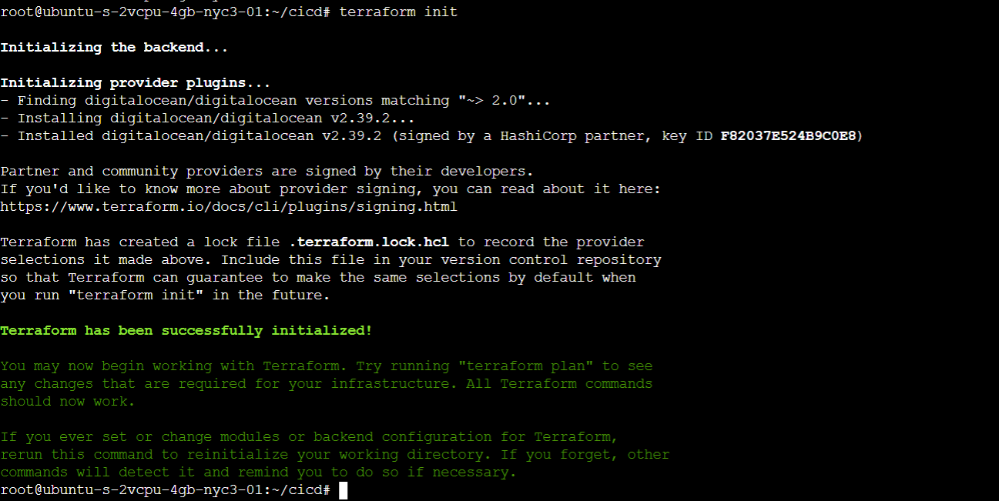 root@ubuntu-s-2vcpu-4gb-nyc3-01:~/cicd# terraform init
Initializing the backend...
Initializing provider plugins...
- Finding digitalocean/digitalocean versions matching "~> 2.0"...
- Installing digitalocean/digitalocean v2.39.2...
- Installed digitalocean/digitalocean v2.39.2 (signed by a HashiCorp partner, key ID F82037E524B9C0E8)
Partner and community providers are signed by their developers.
If you'd like to know more about provider signing, you can read about it here:
https://www.terraform.io/docs/cli/plugins/signing.html
Terraform has created a lock file .terraform.lock.hcl to record the provider
selections it made above. Include this file in your version control repository
so that Terraform can guarantee to make the same selections by default when
you run "terraform init" in the future.
Terraform has been successfully initialized!
You may now begin working with Terraform. Try running "terraform plan" to see
any changes that are required for your infrastructure. All Terraform commands
should now work.
If you ever set or change modules or backend configuration for Terraform,
rerun this command to reinitialize your working directory. If you forget, other
commands will detect it and remind you to do so if necessary.
root@ubuntu-s-2vcpu-4gb-nyc3-01:~/cicd#